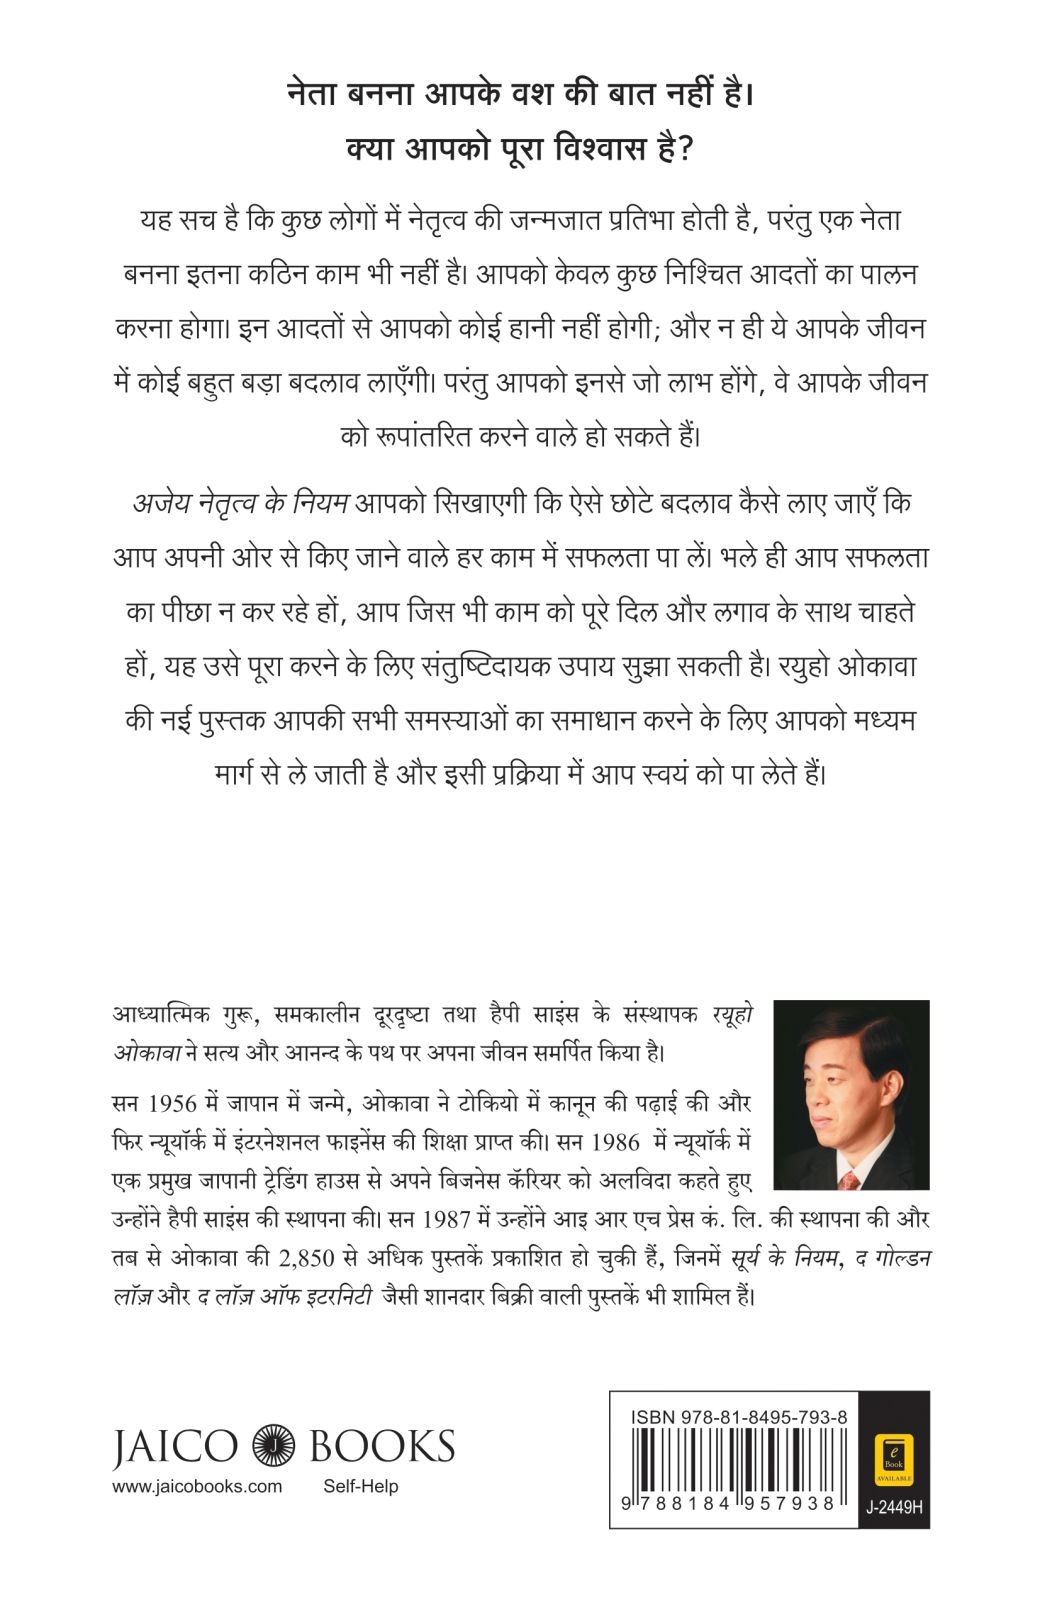 नेता बनना आपके वश की बात नहीं है।
क्या आपको पूरा विश्वास है?
यह सच है कि कुछ लोगों में नेतृत्व की जन्मजात प्रतिभा होती है, परंतु एक नेता
बनना इतना कठिन काम भी नहीं है। आपको केवल कुछ निश्चित आदतों का पालन
करना होगा। इन आदतों से आपको कोई हानी नहीं होगी; और न ही ये आपके जीवन
में कोई बहुत बड़ा बदलाव लाएँगी। परंतु आपको इनसे जो लाभ होंगे, वे आपके जीवन
को रूपांतरित करने वाले हो सकते हैं।
अजेय नेतृत्व के नियम आपको सिखाएगी कि ऐसे छोटे बदलाव कैसे लाए जाएँ कि
आप अपनी ओर से किए जाने वाले हर काम में सफलता पा लें। भले ही आप सफलता
का पीछा न कर रहे हों, आप जिस भी काम को पूरे दिल और लगाव के साथ चाहते
हों, यह उसे पूरा करने के लिए संतुष्टिदायक उपाय सुझा सकती है। रयुहो ओकावा
की नई पुस्तक आपकी सभी समस्याओं का समाधान करने के लिए आपको मध्यम
मार्ग से ले जाती है और इसी प्रक्रिया में आप स्वयं को पा लेते हैं।
आध्यात्मिक गुरू, समकालीन दूरदृष्टा तथा हैपी साइंस के संस्थापक रयूहो
ओकावा ने सत्य और आनन्द के पथ पर अपना जीवन समर्पित किया है।
सन 1956 में जापान में जन्मे, ओकावा ने टोकियो में कानून की पढ़ाई की और
फिर न्यूयॉर्क में इंटरनेशनल फाइनेंस की शिक्षा प्राप्त की। सन 1986 में न्यूयॉर्क में
एक प्रमुख जापानी ट्रेडिंग हाउस से अपने बिजनेस कॅरियर को अलविदा कहते हुए
उन्होंने हैपी साइंस की स्थापना की। सन 1987 में उन्होंने आइ आर एच प्रेस कं. लि. की स्थापना की और
तब से ओकावा की 2,850 से अधिक पुस्तकें प्रकाशित हो चुकी हैं, जिनमें सूर्य के नियम, द गोल्डन
लॉज़ और द लॉज़ ऑफ इटरनिटी जैसी शानदार बिक्री वाली पुस्तकें भी शामिल हैं।
JAICO J BOOKS
www.jaicobooks.com Self-Help
ISBN 978-81-8495-793-8
9 788184 957938
e
Book
AVAILABLE
J-2449H